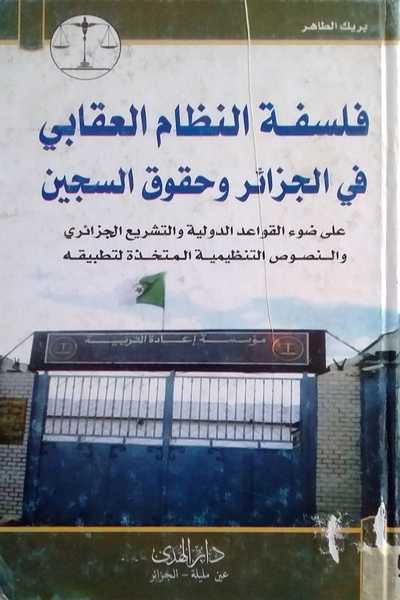 بريك الطاهر
فلسفة النظام العقابي
في الجزائر وحقوق السجين
على ضوء القواعد الدولية والتشريع الجزائري
والنصوص التنظيمية المتخذة لتطبيقه
مؤسسة إعادة التربية
دار الهدى
عين مليلة - الجزائر